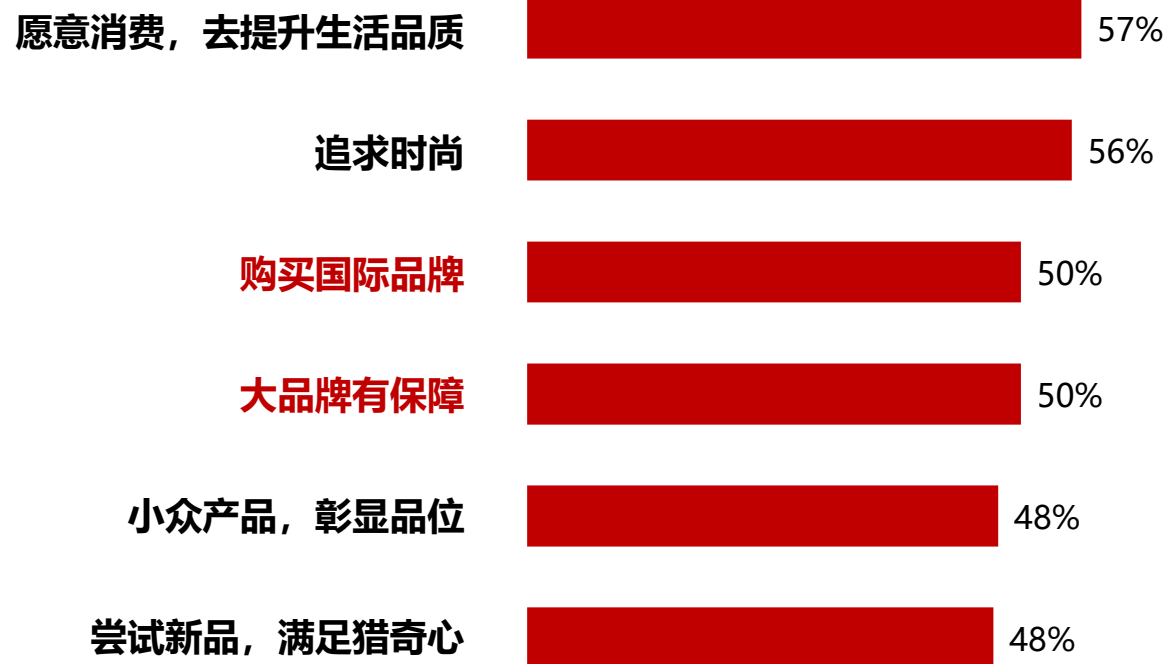 愿意消费，去提升生活品质 57%
追求时尚 56%
购买国际品牌 50%
大品牌有保障 50%
小众产品，彰显品位 48%
尝试新品，满足猎奇心 48%